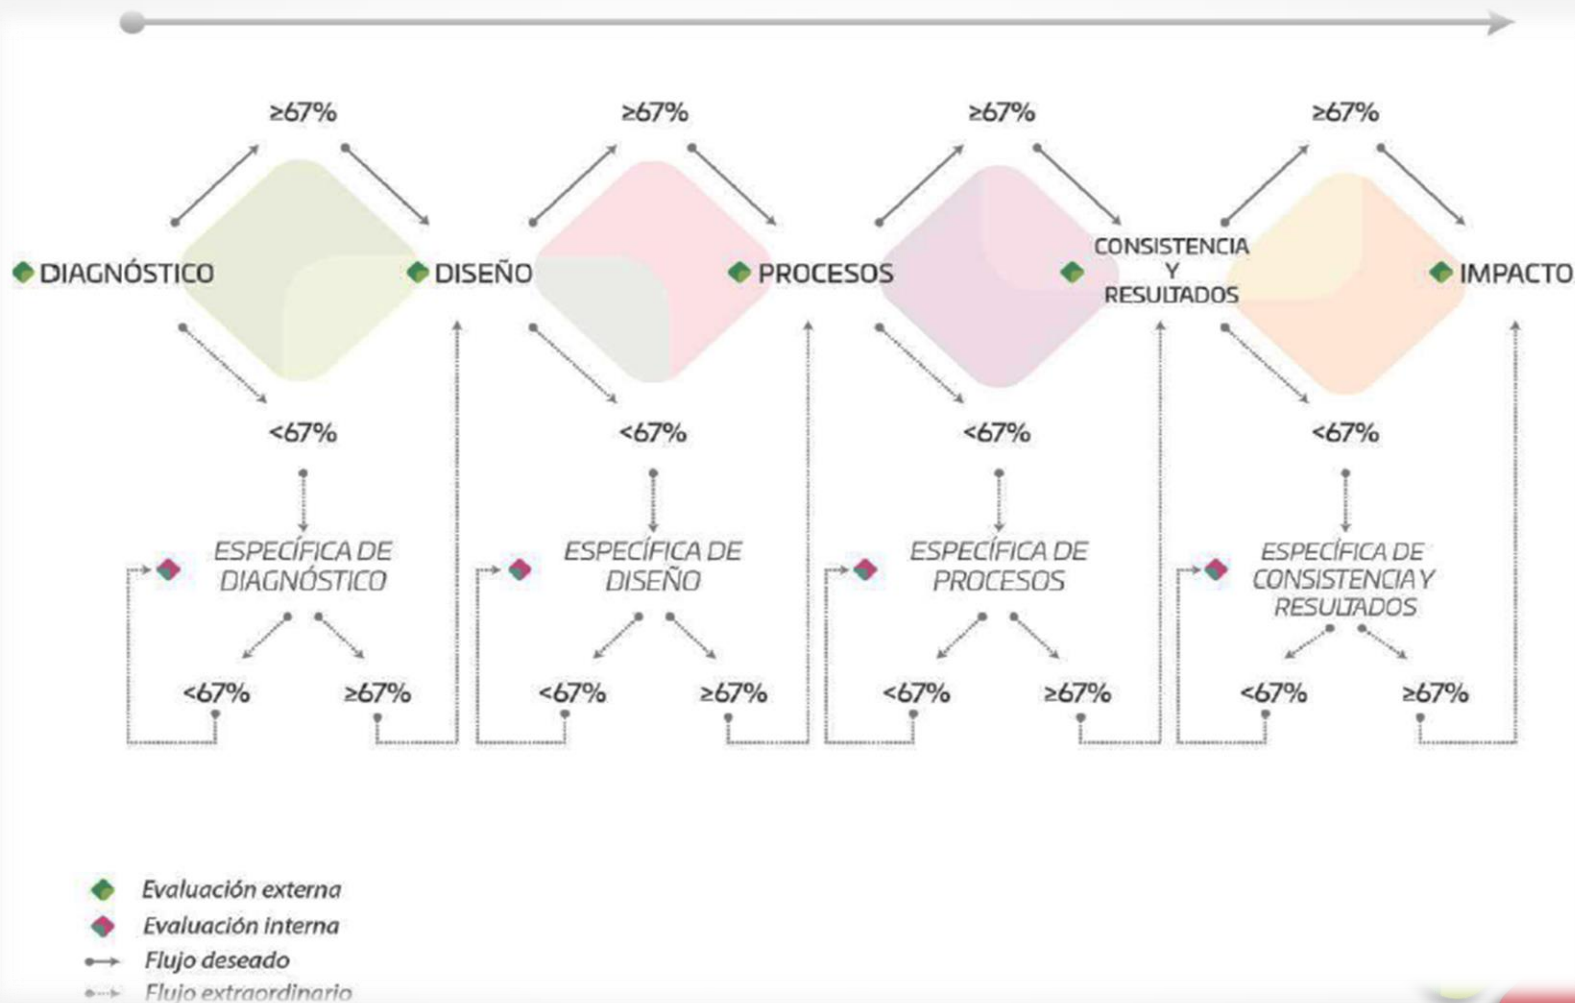 ≥67%
≥67%
≥67%
≥67%
DIAGNÓSTICO
DISEÑO
PROCESOS
CONSISTENCIA
Y
RESULTADOS
IMPACTO
<67%
<67%
<67%
<67%
ESPECÍFICA DE
DIAGNÓSTICO
ESPECÍFICA DE
DISEÑO
ESPECÍFICA DE
PROCESOS
ESPECÍFICA DE
CONSISTENCIA Y
RESULTADOS
<67%
≥67%
<67%
≥67%
<67%
≥67%
<67%
≥67%
Evaluación externa
Evaluación interna
Flujo deseado
Flujo extraordinario